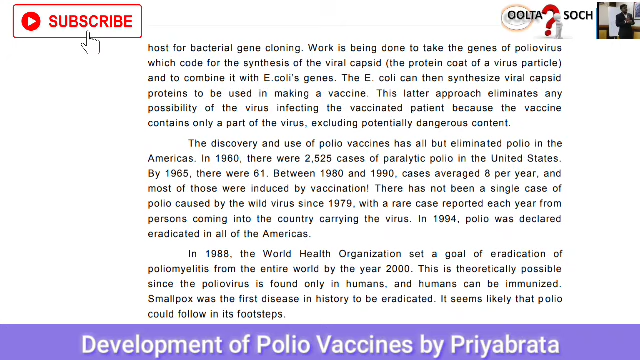 SUBSCRIBE
OOLTA ? SOCH
host for bacterial gene cloning. Work is being done to take the genes of poliovirus
which code for the synthesis of the viral capsid (the protein coat of a virus particle)
and to combine it with E.coli's genes. The E. coli can then synthesize viral capsid
proteins to be used in making a vaccine. This latter approach eliminates any
possibility of the virus infecting the vaccinated patient because the vaccine
contains only a part of the virus, excluding potentially dangerous content.
The discovery and use of polio vaccines has all but eliminated polio in the
Americas. In 1960, there were 2,525 cases of paralytic polio in the United States.
By 1965, there were 61. Between 1980 and 1990, cases averaged 8 per year, and
most of those were induced by vaccination! There has not been a single case of
polio caused by the wild virus since 1979, with a rare case reported each year from
persons coming into the country carrying the virus. In 1994, polio was declared
eradicated in all of the Americas.
In 1988, the World Health Organization set a goal of eradication of
poliomyelitis from the entire world by the year 2000. This is theoretically possible
since the poliovirus is found only in humans, and humans can be immunized.
Smallpox was the first disease in history to be eradicated. It seems likely that polio
could follow in its footsteps.
Development of Polio Vaccines by Priyabrata